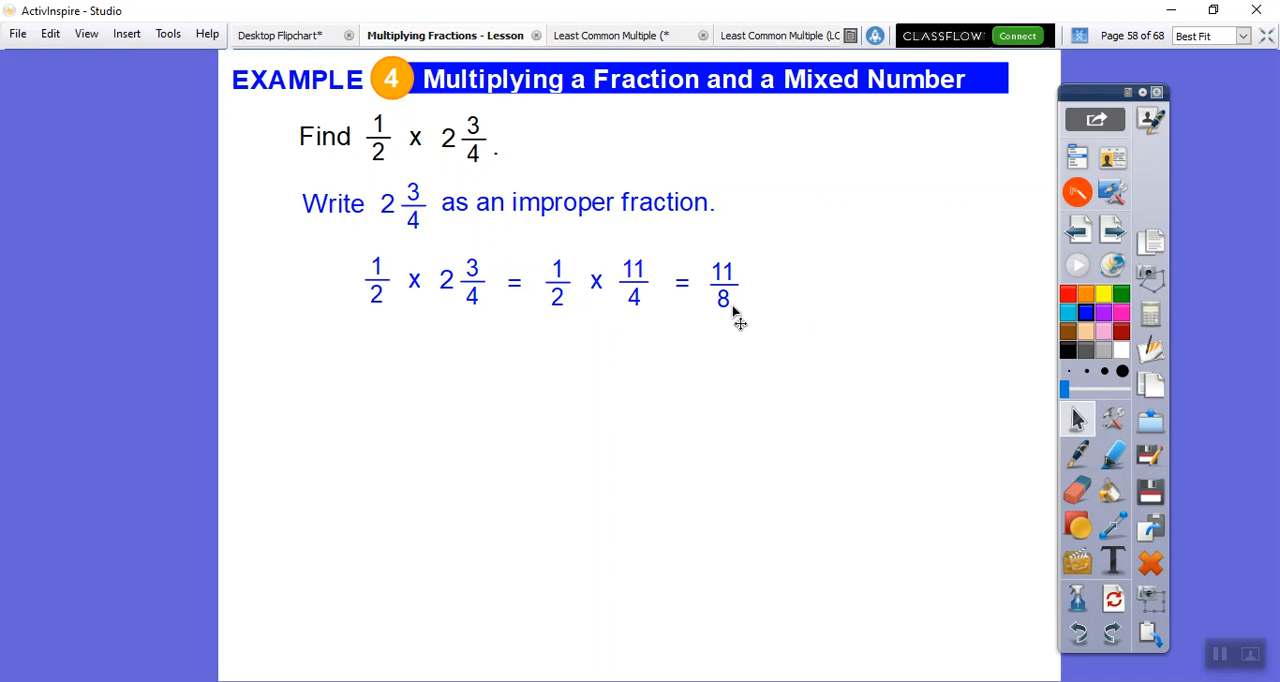 ActivInspire - Studio
File Edit View Insert Tools Help
Desktop Flipchart* Multiplying Fractions - Lesson Least Common Multiple (* Least Common Multiple (LC CLASSFLOW Connect Page 58 of 68 Best Fit
EXAMPLE 4 Multiplying a Fraction and a Mixed Number
Find 1/2 x 2 3/4 .
Write 2 3/4 as an improper fraction.
1/2 x 2 3/4 = 1/2 x 11/4 = 11/8
T